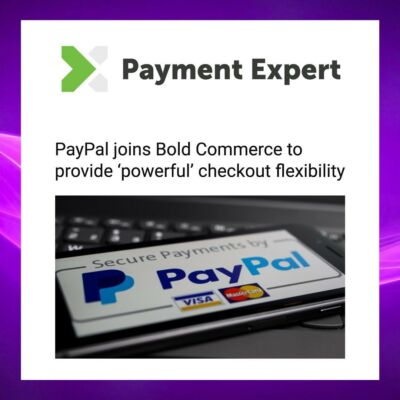 Payment Expert
PayPal joins Bold Commerce to
provide ‘powerful’ checkout flexibility
Secure Payments by
PayPal
VISA
MasterCard